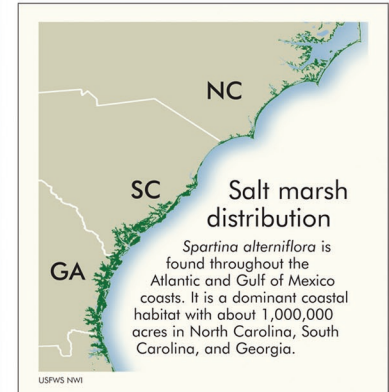 NC
SC
GA
Salt marsh
distribution
Spartina alterniflora is
found throughout the
Atlantic and Gulf of Mexico
coasts. It is a dominant coastal
habitat with about 1,000,000
acres in North Carolina, South
Carolina, and Georgia.
USFWS NWI